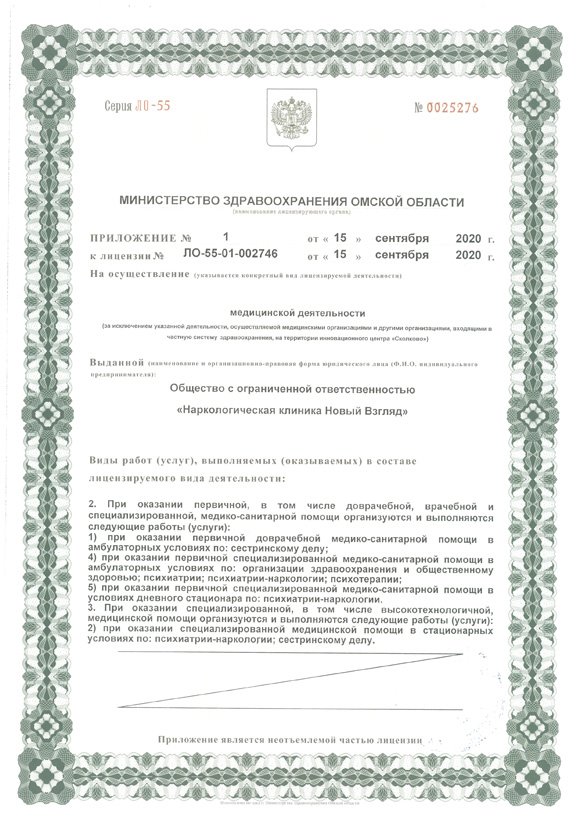 Серия ЛО-55
№ 0025276
МИНИСТЕРСТВО ЗДРАВООХРАНЕНИЯ ОМСКОЙ ОБЛАСТИ
(наименование лицензирующего органа)
ПРИЛОЖЕНИЕ № 1 от « 15 » сентября 2020 г.
к лицензии № ЛО-55-01-002746 от « 15 » сентября 2020 г.
На осуществление (указывается конкретный вид лицензируемой деятельности)
медицинской деятельности
(за исключением указанной деятельности, осуществляемой медицинскими организациями и другими организациями, входящими в
частную систему здравоохранения, на территории инновационного центра «Сколково»)
Выданной (наименование и организационно-правовая форма юридического лица (Ф.И.О. индивидуального
предпринимателя):
Общество с ограниченной ответственностью
«Наркологическая клиника Новый Взгляд»
Виды работ (услуг), выполняемых (оказываемых) в составе
лицензируемого вида деятельности:
2. При оказании первичной, в том числе доврачебной, врачебной и
специализированной, медико-санитарной помощи организуются и выполняются
следующие работы (услуги):
1) при оказании первичной доврачебной медико-санитарной помощи в
амбулаторных условиях по: сестринскому делу;
4) при оказании первичной специализированной медико-санитарной помощи в
амбулаторных условиях по: организации здравоохранения и общественному
здоровью; психиатрии; психиатрии-наркологии; психотерапии;
5) при оказании первичной специализированной медико-санитарной помощи в
условиях дневного стационара по: психиатрии-наркологии.
3. При оказании специализированной, в том числе высокотехнологичной,
медицинской помощи организуются и выполняются следующие работы (услуги):
2) при оказании специализированной медицинской помощи в стационарных
условиях по: психиатрии-наркологии; сестринскому делу.
Приложение является неотъемлемой частью лицензии